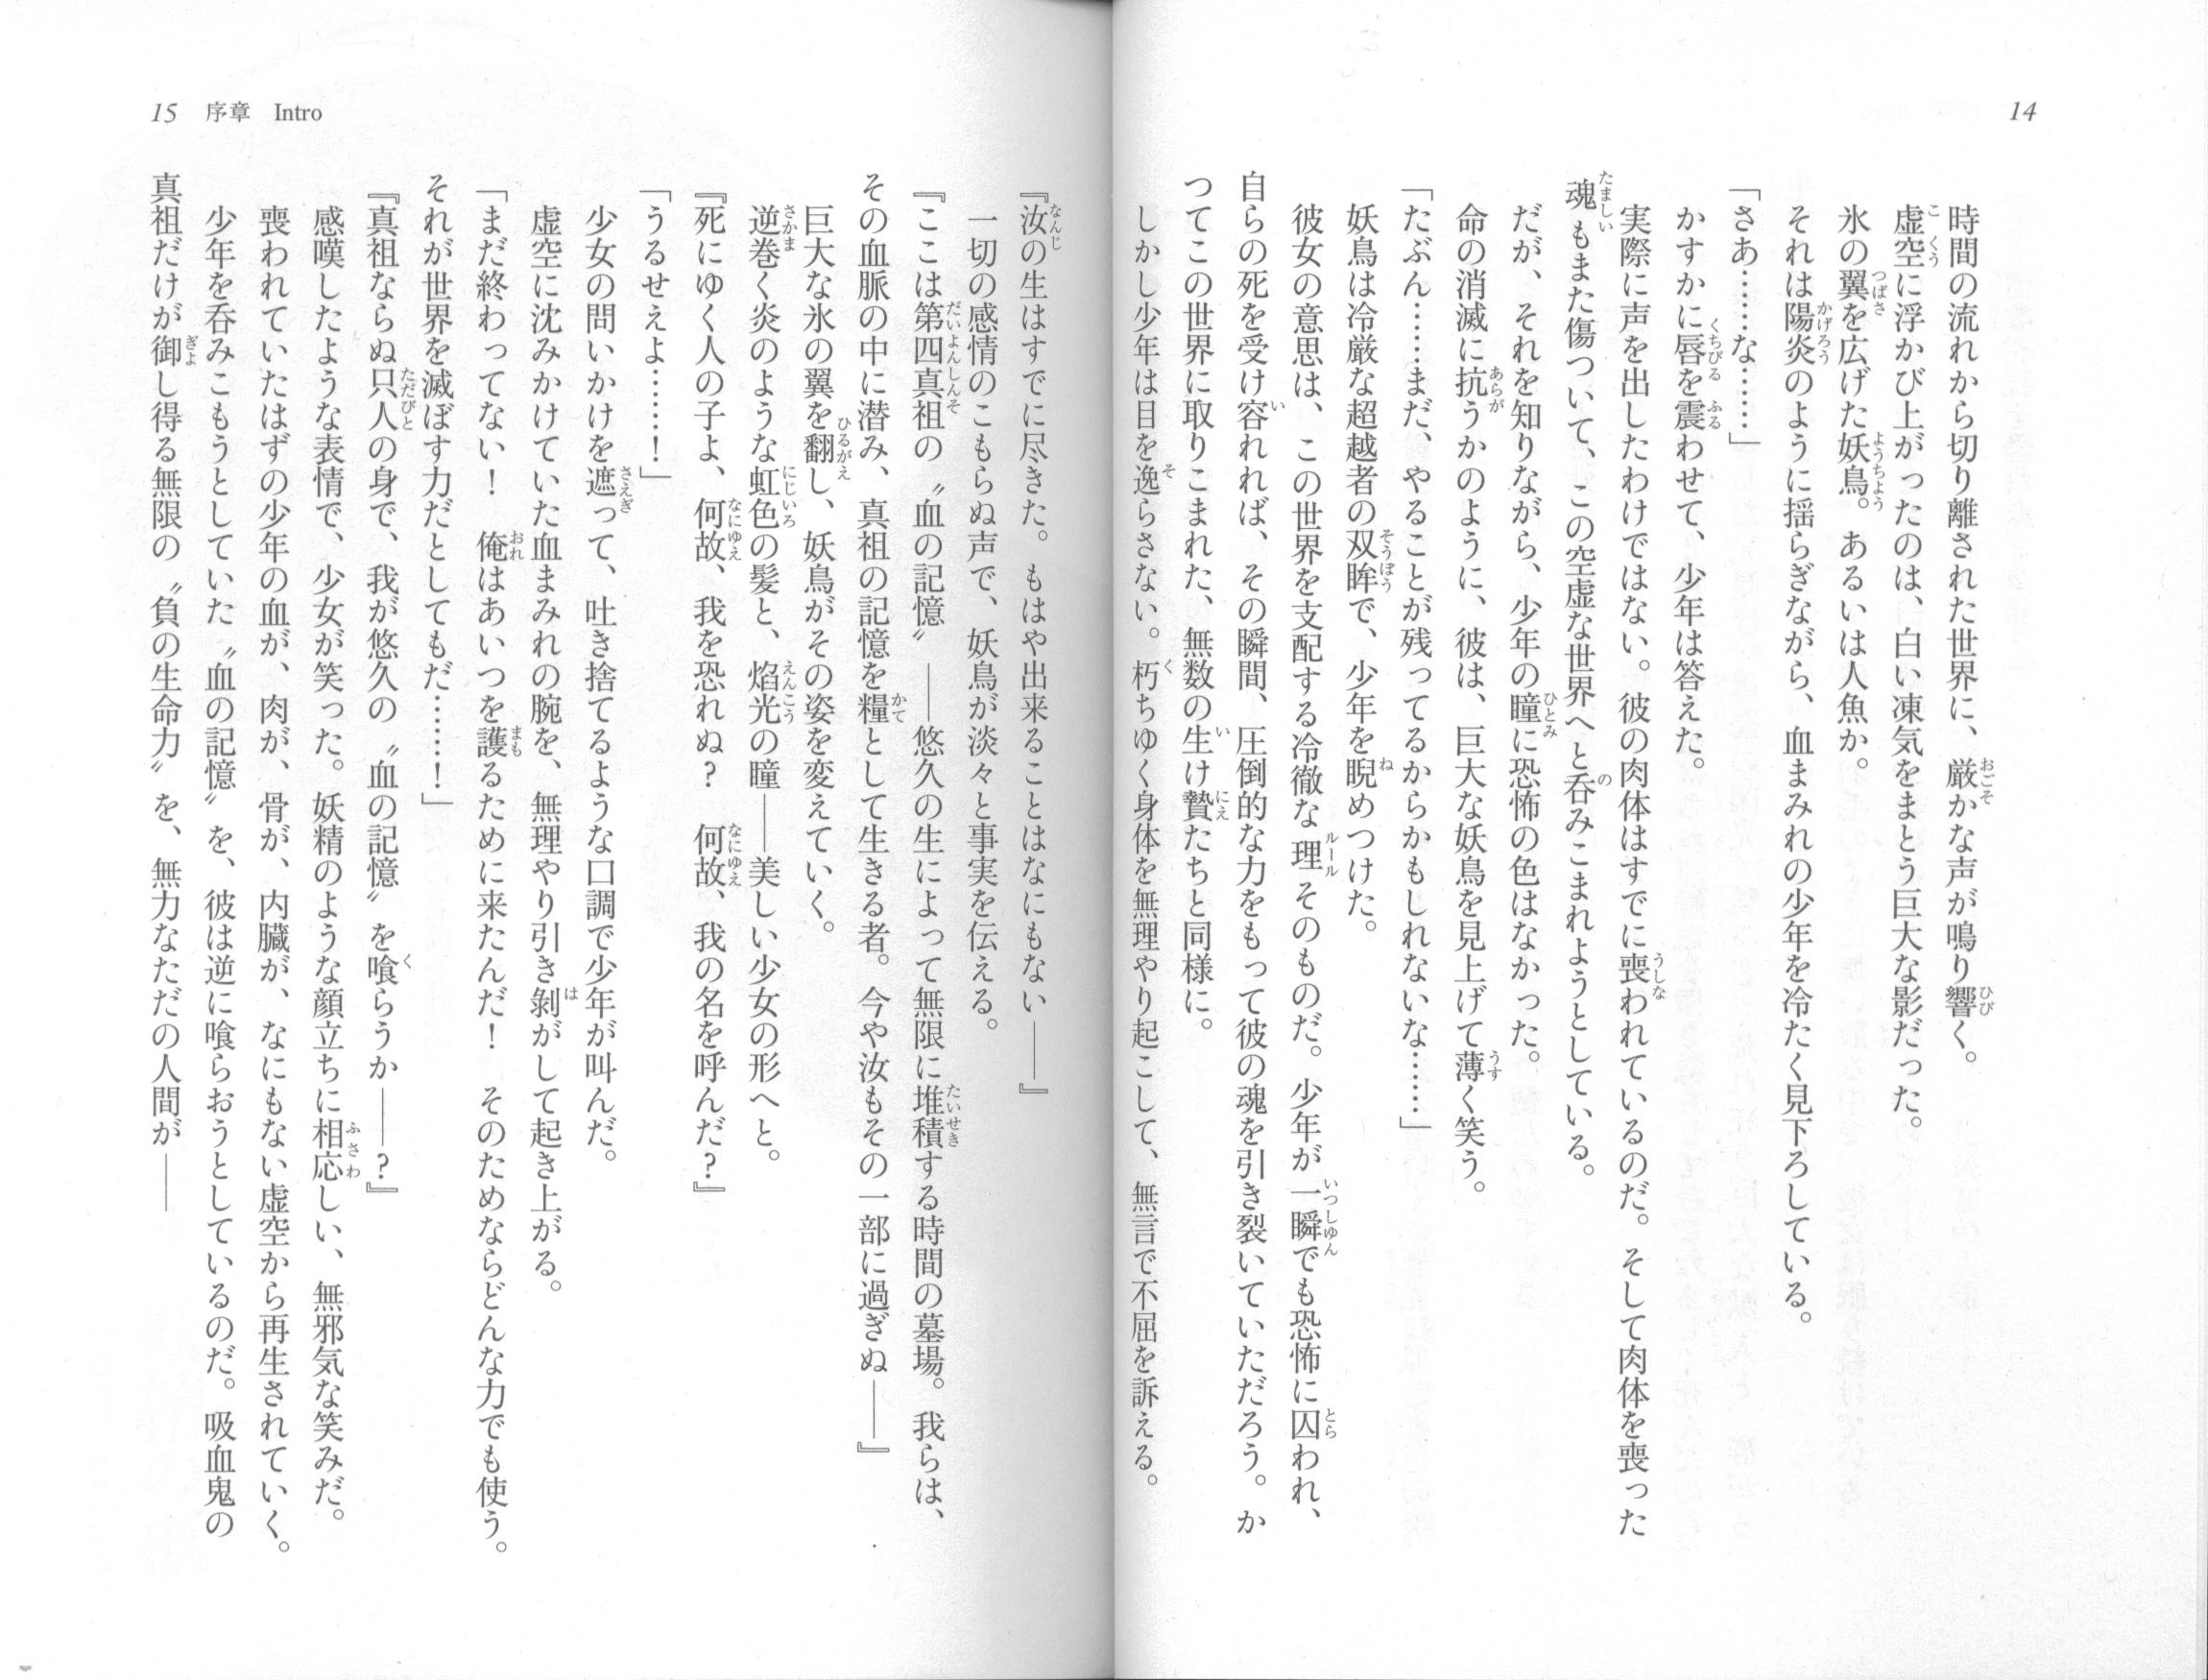 14
時間の流れから切り離された世界に、厳かな声が鳴り響く。
虚空に浮かび上がったのは、白い凍気をまとう巨大な影だった。
氷の翼を広げた妖鳥。あるいは人魚か。
それは陽炎のように揺らぎながら、血まみれの少年を冷たく見下ろしている。
「さあ……な……」
かすかに唇を震わせて、少年は答えた。
実際に声を出したわけではない。彼の肉体はすでに喪われているのだ。そして肉体を喪った
魂もまた傷ついて、この空虚な世界へと呑みこまれようとしている。
だが、それを知りながら、少年の瞳に恐怖の色はなかった。
命の消滅に抗うかのように、彼は、巨大な妖鳥を見上げて薄く笑う。
「たぶん……まだ、やることが残ってるからかもしれないな……」
妖鳥は冷厳な超越者の双眸で、少年を睨めつけた。
彼女の意思は、この世界を支配する冷徹な理そのものだ。少年が一瞬でも恐怖に囚われ、
自らの死を受け容れれば、その瞬間、圧倒的な力をもって彼の魂を引き裂いていただろう。か
つてこの世界に取りこまれた、無数の生け贄たちと同様に。
しかし少年は目を逸らさない。朽ちゆく身体を無理やり起こして、無言で不屈を訴える。
15 序章 Intro
『汝の生はすでに尽きた。もはや出来ることはなにもない――』
一切の感情のこもらぬ声で、妖鳥が淡々と事実を伝える。
『ここは第四真祖の〝血の記憶〟――悠久の生によって無限に堆積する時間の墓場。我らは、
その血脈の中に潜み、真祖の記憶を糧として生きる者。今や汝もその一部に過ぎぬ――』
巨大な氷の翼を翻し、妖鳥がその姿を変えていく。
逆巻く炎のような虹色の髪と、焰光の瞳――美しい少女の形へと。
『死にゆく人の子よ、何故、我を恐れぬ? 何故、我の名を呼んだ?』
「うるせえよ……！」
少女の問いかけを遮って、吐き捨てるような口調で少年が叫んだ。
虚空に沈みかけていた血まみれの腕を、無理やり引き剝がして起き上がる。
「まだ終わってない！ 俺はあいつを護るために来たんだ！ そのためならどんな力でも使う。
それが世界を滅ぼす力だとしてもだ……！」
『真祖ならぬ只人の身で、我が悠久の〝血の記憶〟を喰らうか――?』
感嘆したような表情で、少女が笑った。妖精のような顔立ちに相応しい、無邪気な笑みだ。
喪われていたはずの少年の血が、肉が、骨が、内臓が、なにもない虚空から再生されていく。
少年を呑みこもうとしていた〝血の記憶〟を、彼は逆に喰らおうとしているのだ。吸血鬼の
真祖だけが御し得る無限の〝負の生命力〟を、無力なただの人間が――